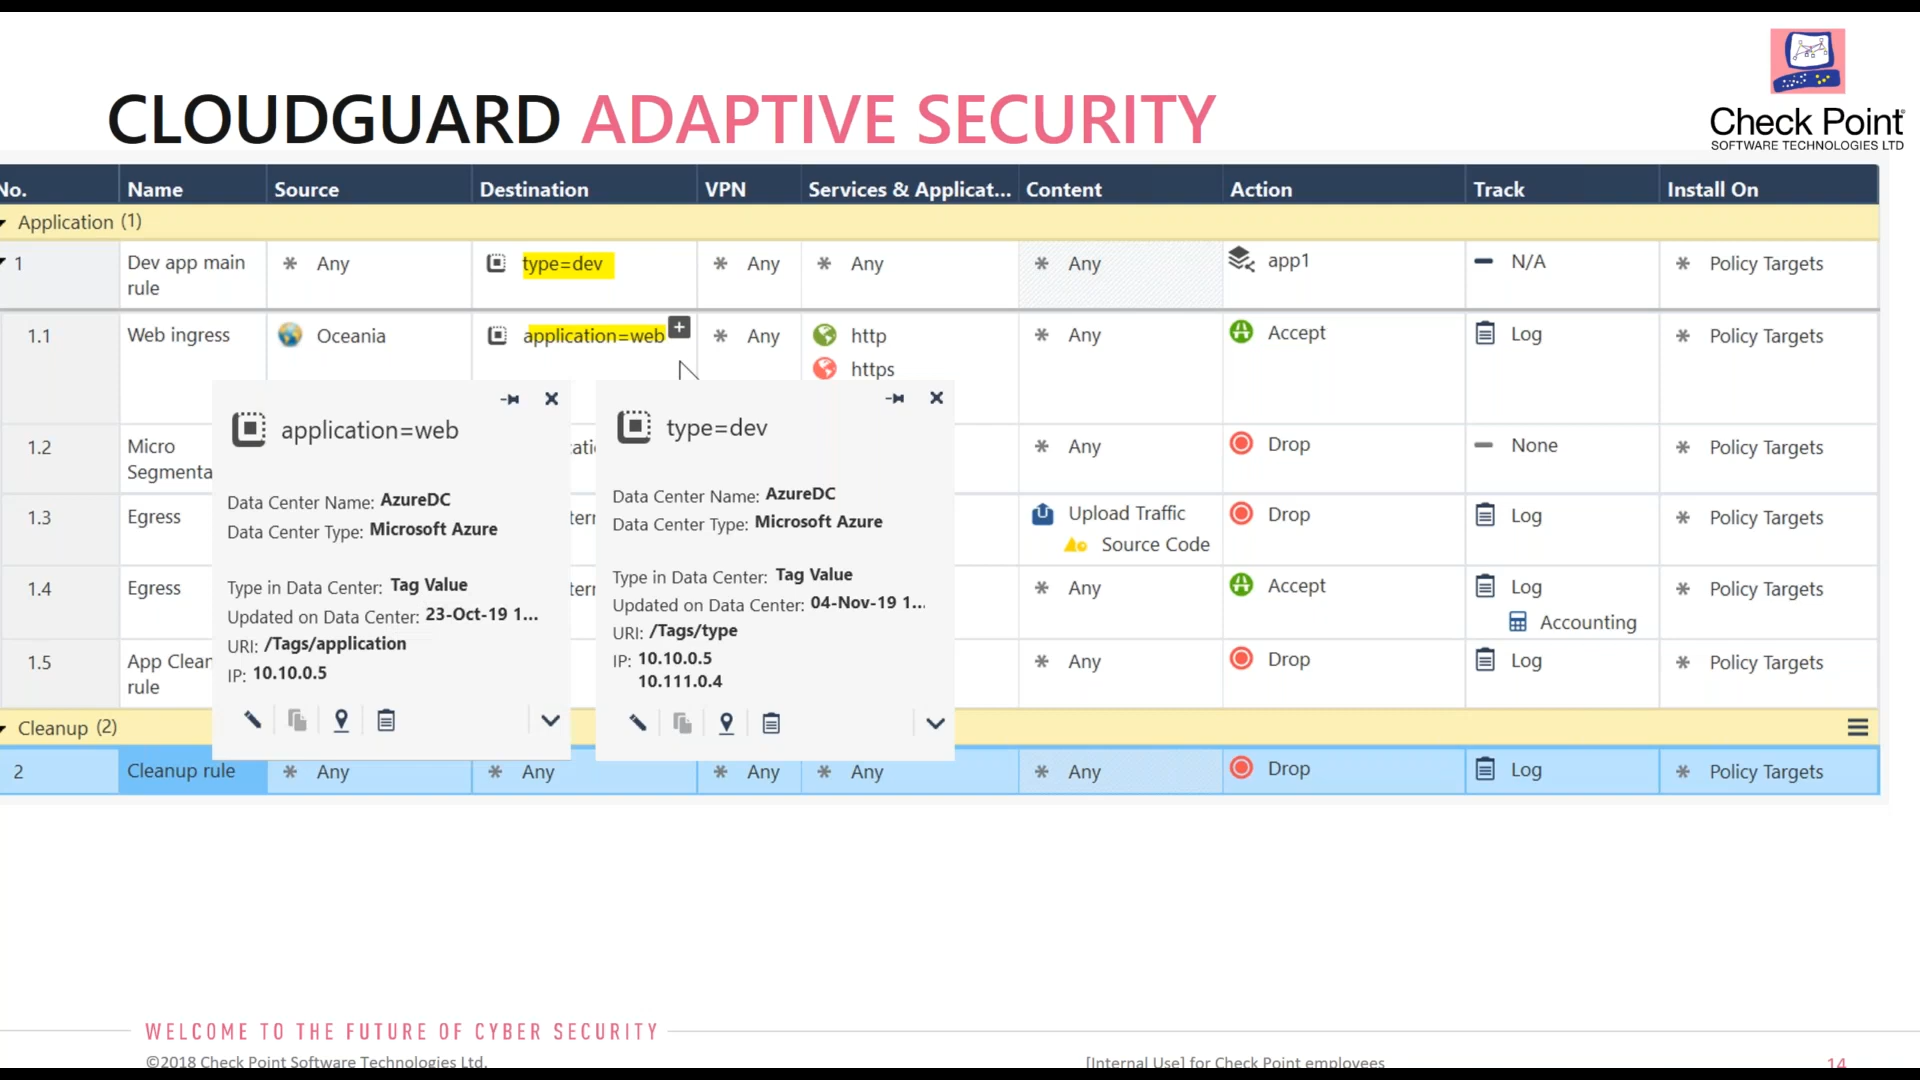 CLOUDGUARD ADAPTIVE SECURITY
Check Point
SOFTWARE TECHNOLOGIES LTD
No. Name Source Destination VPN Services & Applicat... Content Action Track Install On
Application (1)
1 Dev app main rule * Any type=dev * Any * Any * Any app1 N/A * Policy Targets
1.1 Web ingress Oceania application=web * Any http https * Any Accept Log * Policy Targets
1.2 Micro Segmenta * Any Drop None * Policy Targets
1.3 Egress Upload Traffic Source Code Drop Log * Policy Targets
1.4 Egress * Any Accept Log Accounting * Policy Targets
1.5 App Clean rule * Any Drop Log * Policy Targets
application=web
Data Center Name: AzureDC
Data Center Type: Microsoft Azure
Type in Data Center: Tag Value
Updated on Data Center: 23-Oct-19 1...
URI: /Tags/application
IP: 10.10.0.5
type=dev
Data Center Name: AzureDC
Data Center Type: Microsoft Azure
Type in Data Center: Tag Value
Updated on Data Center: 04-Nov-19 1...
URI: /Tags/type
IP: 10.10.0.5
10.111.0.4
Cleanup (2)
2 Cleanup rule * Any * Any * Any * Any * Any Drop Log * Policy Targets
WELCOME TO THE FUTURE OF CYBER SECURITY
©2018 Check Point Software Technologies Ltd.
[Internal Use] for Check Point employees
14